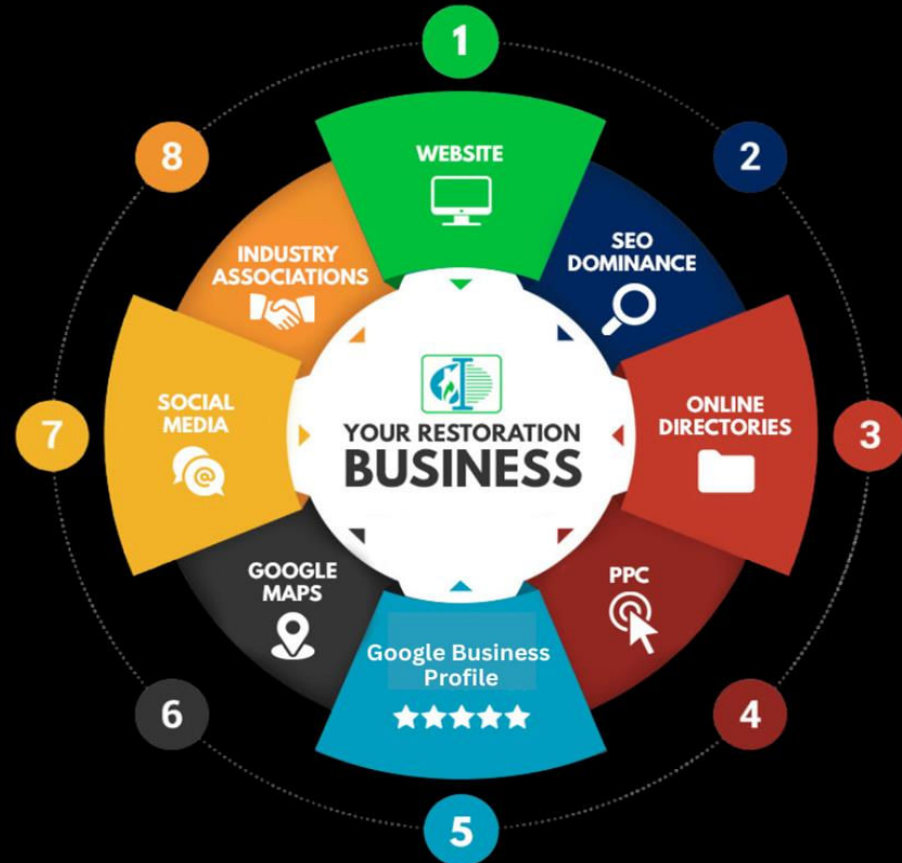 1
WEBSITE
2
SEO
DOMINANCE
3
ONLINE
DIRECTORIES
4
PPC
5
Google Business
Profile
6
GOOGLE
MAPS
7
SOCIAL
MEDIA
8
INDUSTRY
ASSOCIATIONS
YOUR RESTORATION
BUSINESS